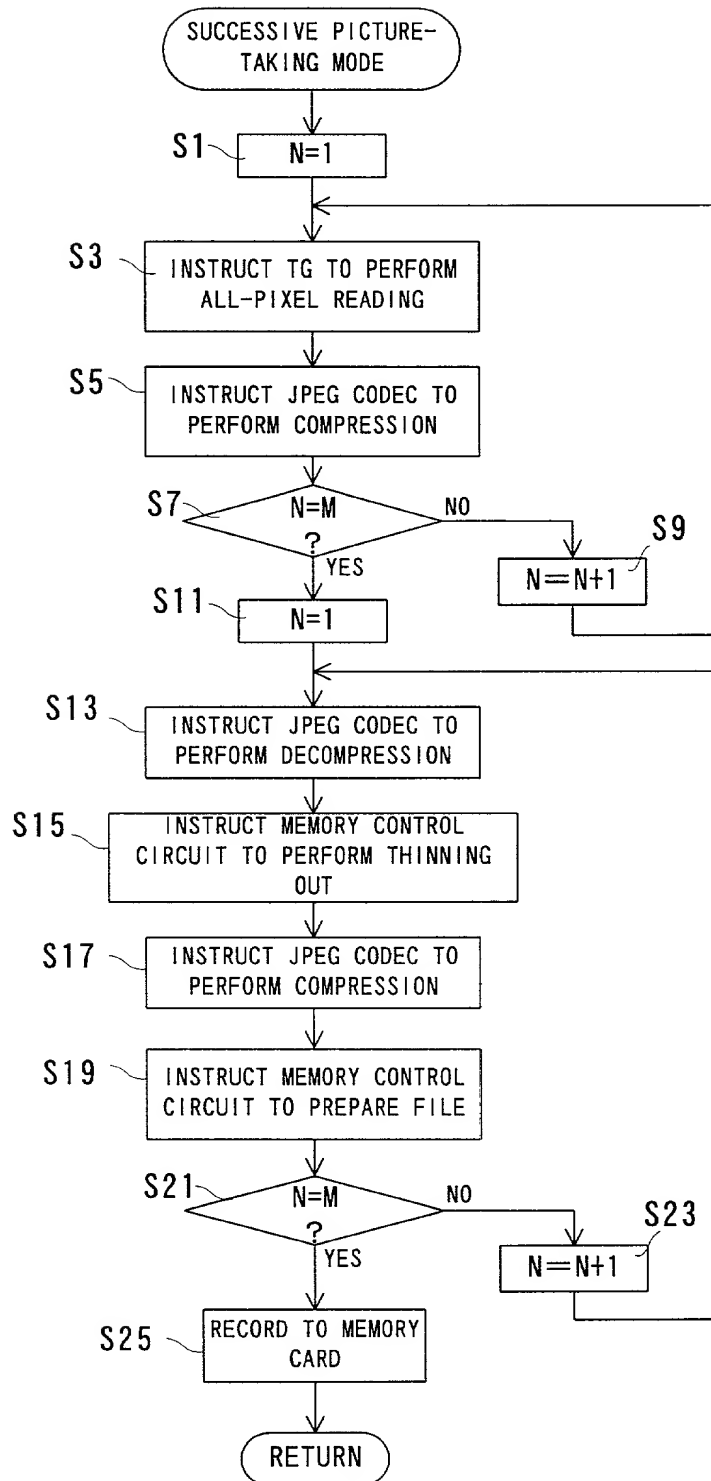 SUCCESSIVE PICTURE-
TAKING MODE
S1
N=1
S3
INSTRUCT TG TO PERFORM
ALL-PIXEL READING
S5
INSTRUCT JPEG CODEC TO
PERFORM COMPRESSION
S7
N=M
?
NO
YES
S9
N=N+1
S11
N=1
S13
INSTRUCT JPEG CODEC TO
PERFORM DECOMPRESSION
S15
INSTRUCT MEMORY CONTROL
CIRCUIT TO PERFORM THINNING
OUT
S17
INSTRUCT JPEG CODEC TO
PERFORM COMPRESSION
S19
INSTRUCT MEMORY CONTROL
CIRCUIT TO PREPARE FILE
S21
N=M
?
NO
YES
S23
N=N+1
S25
RECORD TO MEMORY
CARD
RETURN